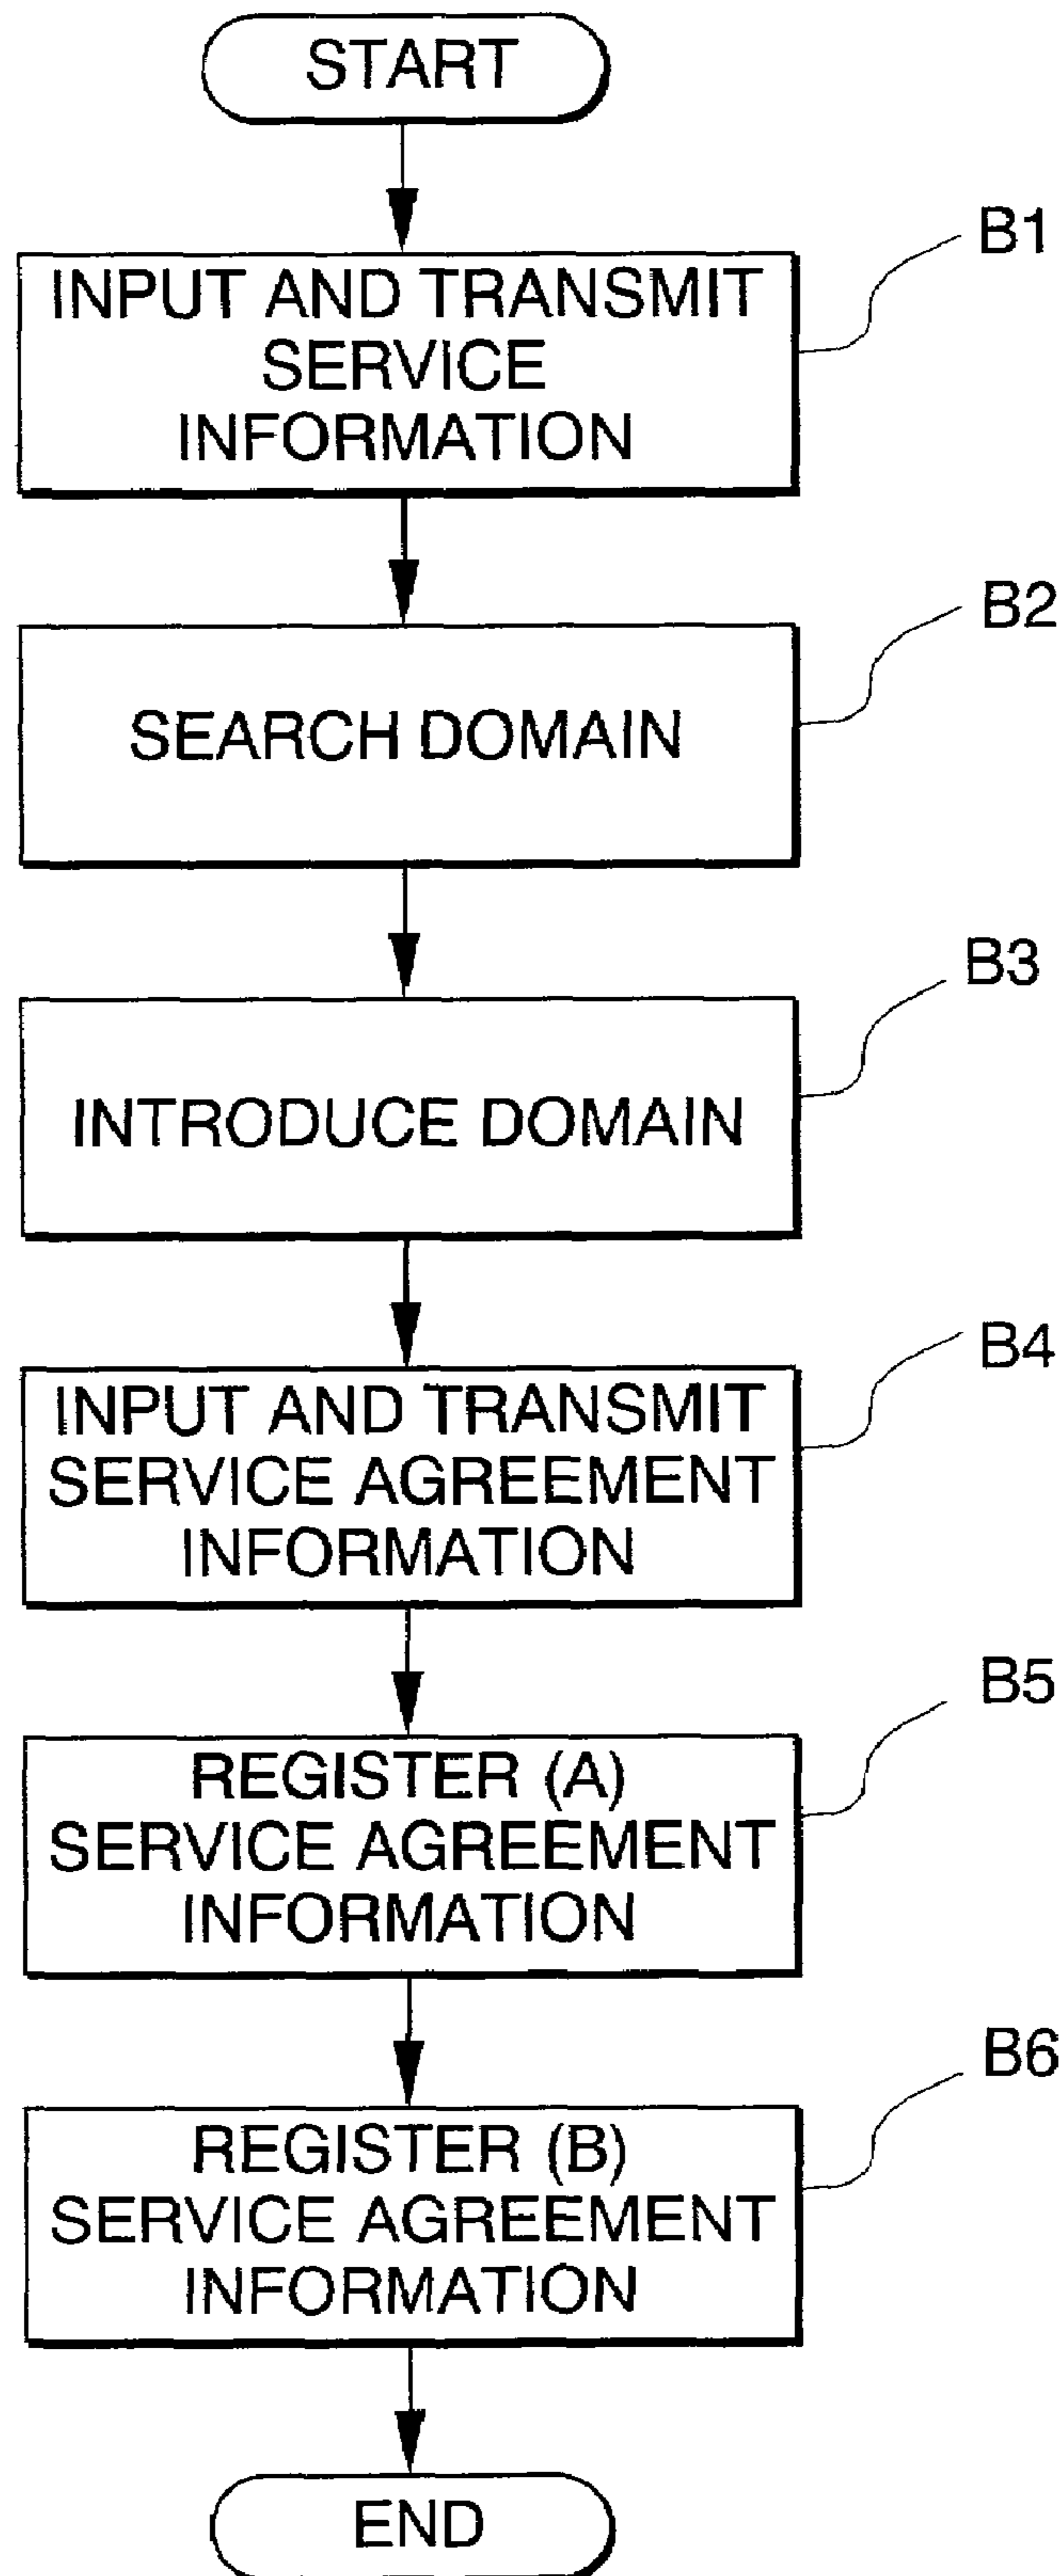 START
B1
INPUT AND TRANSMIT
SERVICE
INFORMATION
B2
SEARCH DOMAIN
B3
INTRODUCE DOMAIN
B4
INPUT AND TRANSMIT
SERVICE AGREEMENT
INFORMATION
B5
REGISTER (A)
SERVICE AGREEMENT
INFORMATION
B6
REGISTER (B)
SERVICE AGREEMENT
INFORMATION
END